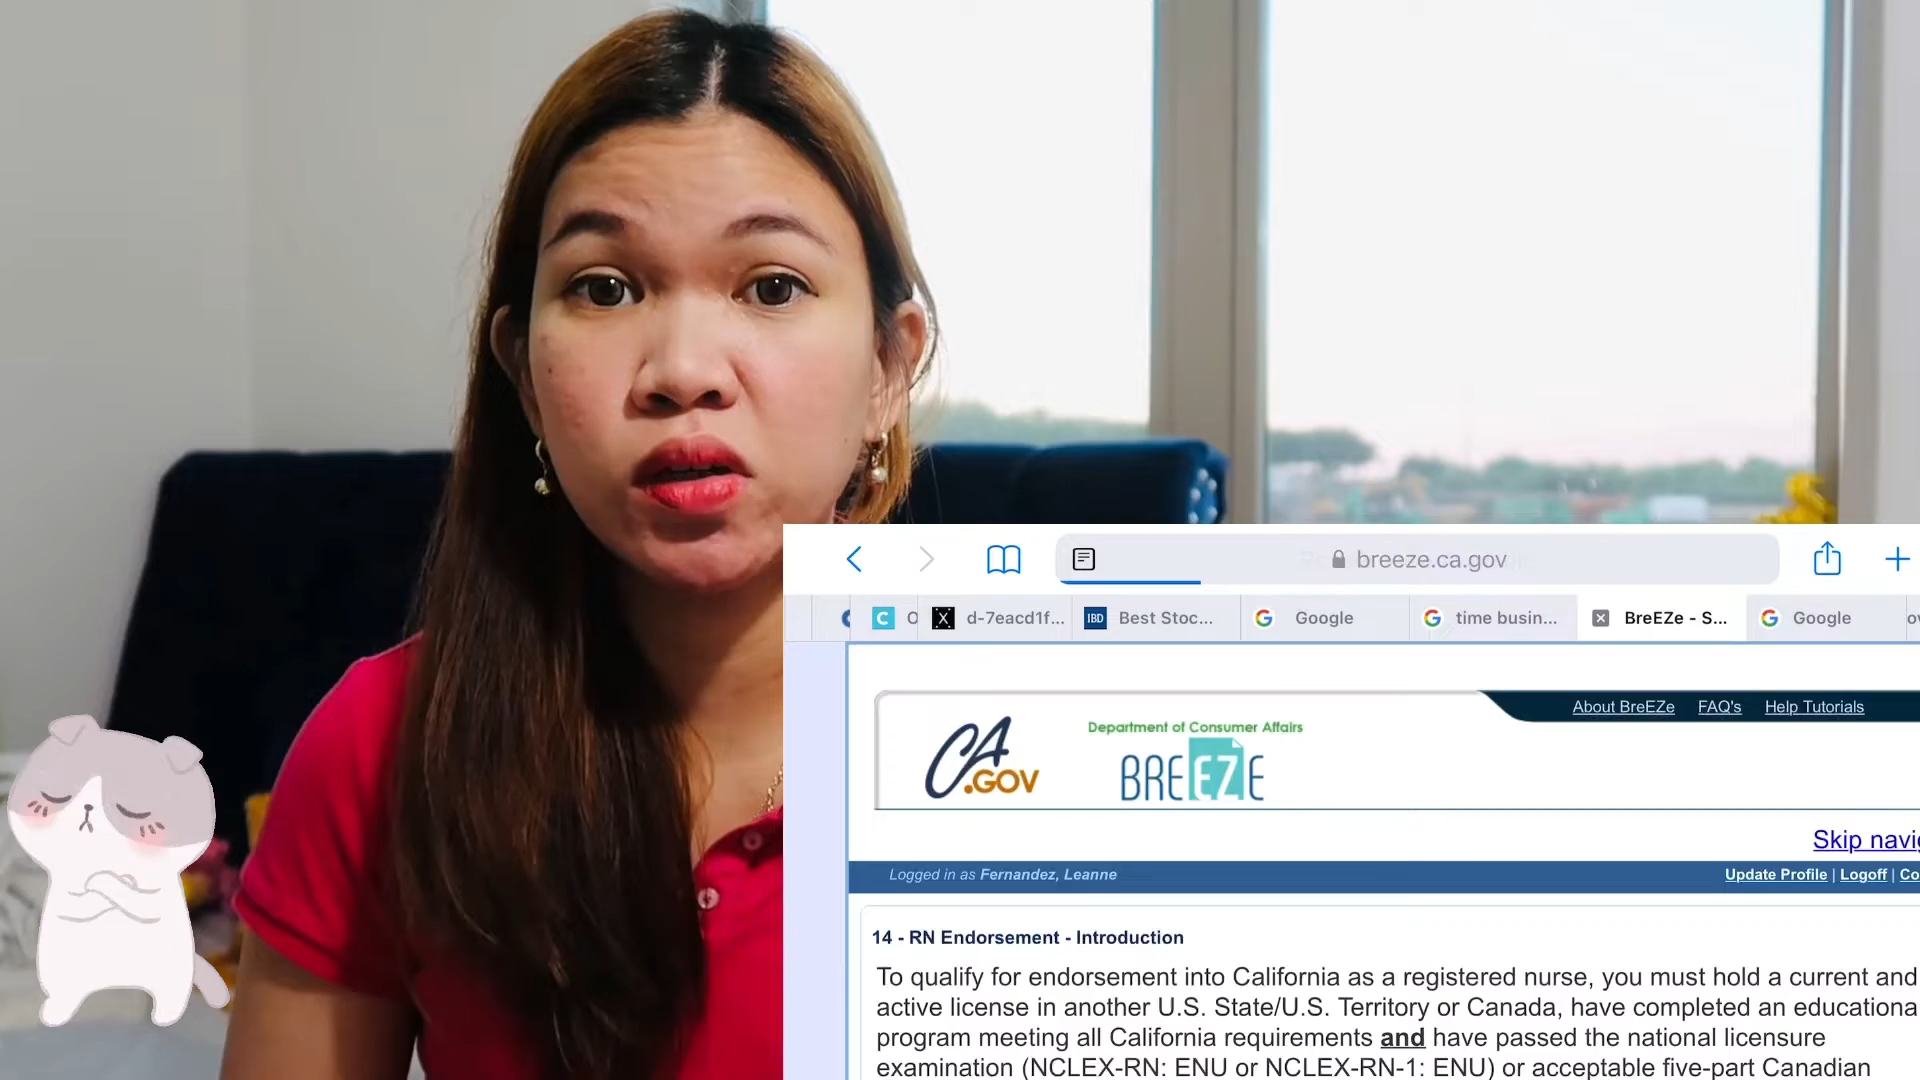 breeze.ca.gov
C
d-7eacd1f...
IBD Best Stoc...
Google
time busin...
BreEZe - S...
Google
About BreEZe FAQ's Help Tutorials
CA.GOV
Department of Consumer Affairs
BREEZE
Skip navi
Logged in as Fernandez, Leanne
Update Profile | Logoff | Co
14 - RN Endorsement - Introduction
To qualify for endorsement into California as a registered nurse, you must hold a current and
active license in another U.S. State/U.S. Territory or Canada, have completed an educationa
program meeting all California requirements and have passed the national licensure
examination (NCLEX-RN: ENU or NCLEX-RN-1: ENU) or acceptable five-part Canadian